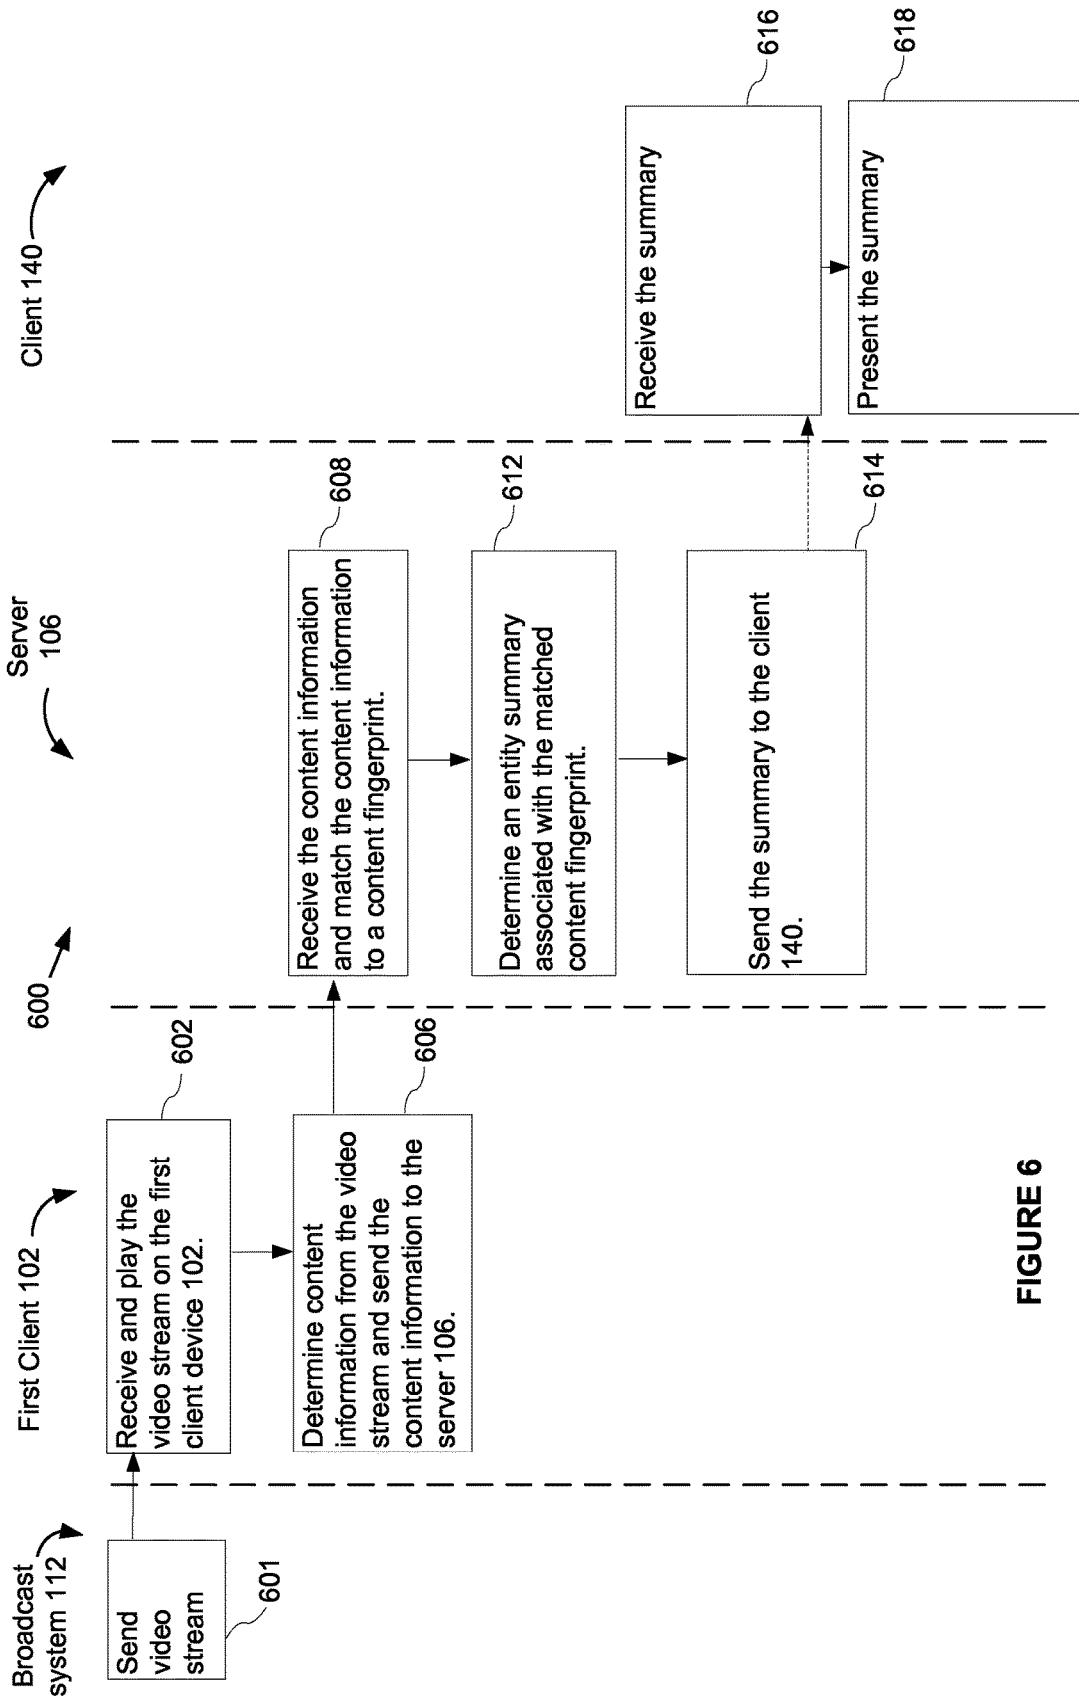 600
Broadcast
system 112
First Client 102
Server
106
Client 140
Send
video
stream
601
Receive and play the
video stream on the first
client device 102.
602
Determine content
information from the video
stream and send the
content information to the
server 106.
606
Receive the content information
and match the content information
to a content fingerprint.
608
Determine an entity summary
associated with the matched
content fingerprint.
612
Send the summary to the client
140.
614
Receive the summary
616
Present the summary
618
FIGURE 6